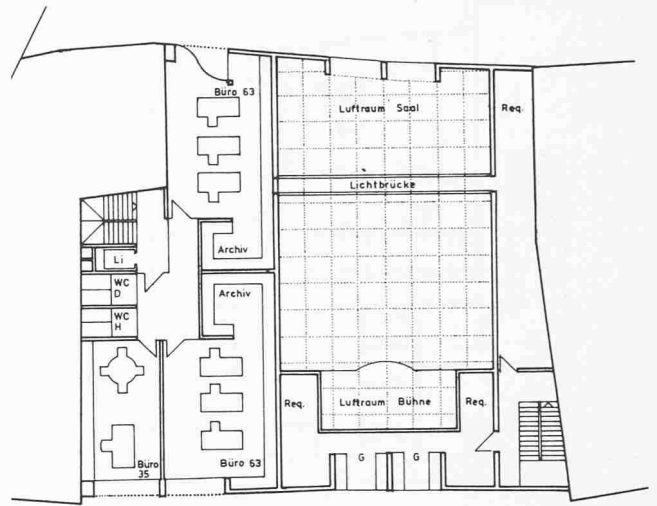 Büro 63
Luftraum Saal
Req.
Lichtbrücke
Archiv
Li
WC
D
Archiv
WC
H
Req.
Luftraum Bühne
Req.
Büro
35
Büro 63
G
G